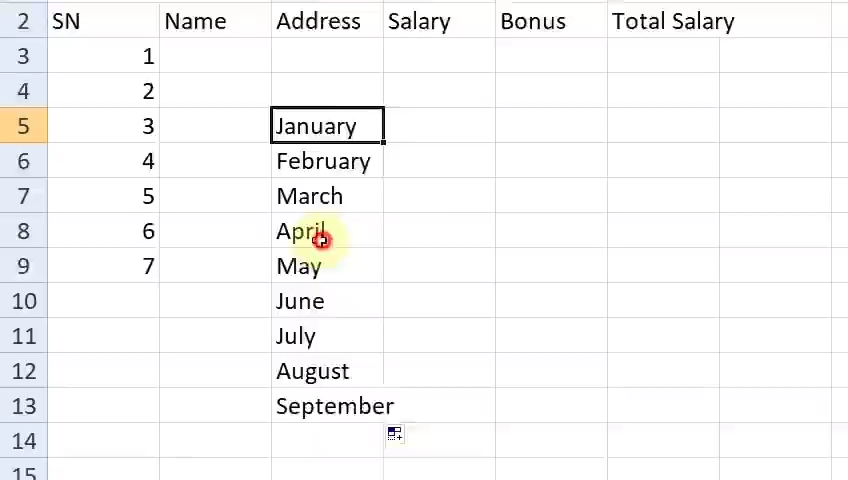 2 SN Name Address Salary Bonus Total Salary
3 1
4 2
5 3 January
6 4 February
7 5 March
8 6 April
9 7 May
10 June
11 July
12 August
13 September
14
15